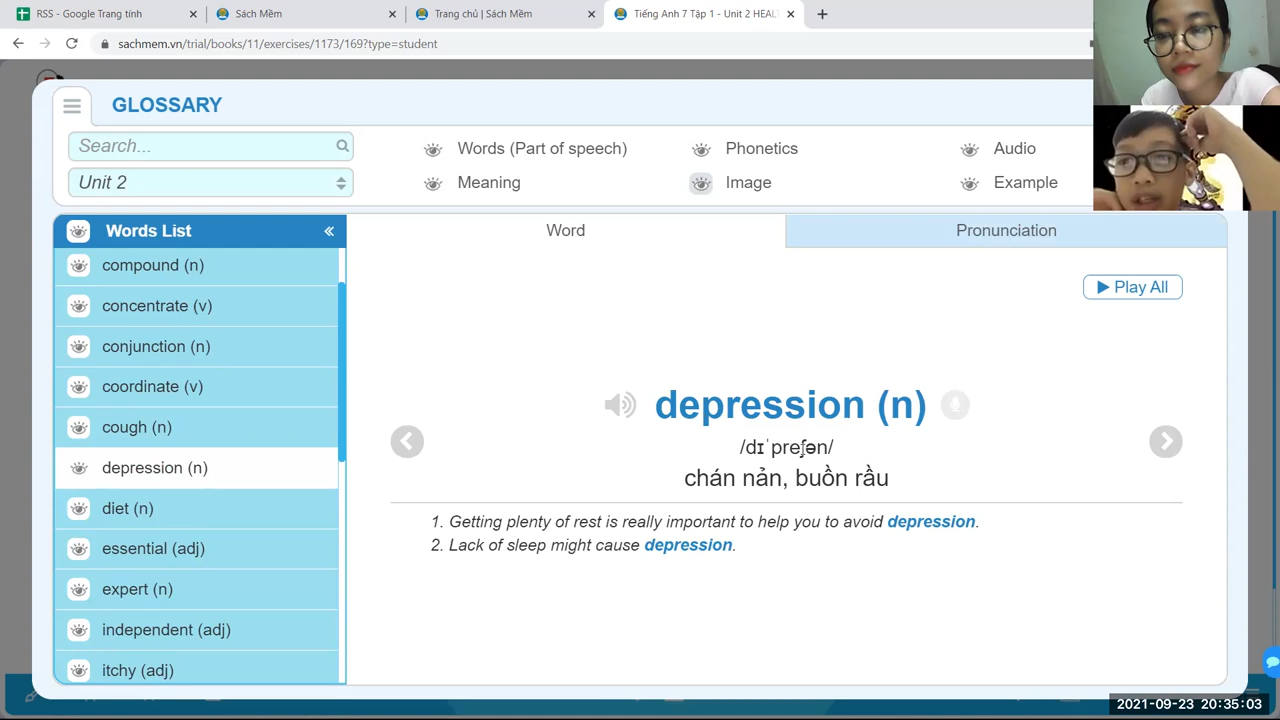 RSS - Google Trang tính
Sách Mềm
Trang chủ | Sách Mềm
Tiếng Anh 7 Tập 1 - Unit 2 HEAL
sachmem.vn/trial/books/11/exercises/1173/169?type=student
GLOSSARY
Search...
Unit 2
Words (Part of speech)
Phonetics
Audio
Meaning
Image
Example
Words List
compound (n)
concentrate (v)
conjunction (n)
coordinate (v)
cough (n)
depression (n)
diet (n)
essential (adj)
expert (n)
independent (adj)
itchy (adj)
Word
Pronunciation
Play All
depression (n)
/dɪˈpreʃən/
chán nản, buồn rầu
1. Getting plenty of rest is really important to help you to avoid depression.
2. Lack of sleep might cause depression.
2021-09-23 20:35:03